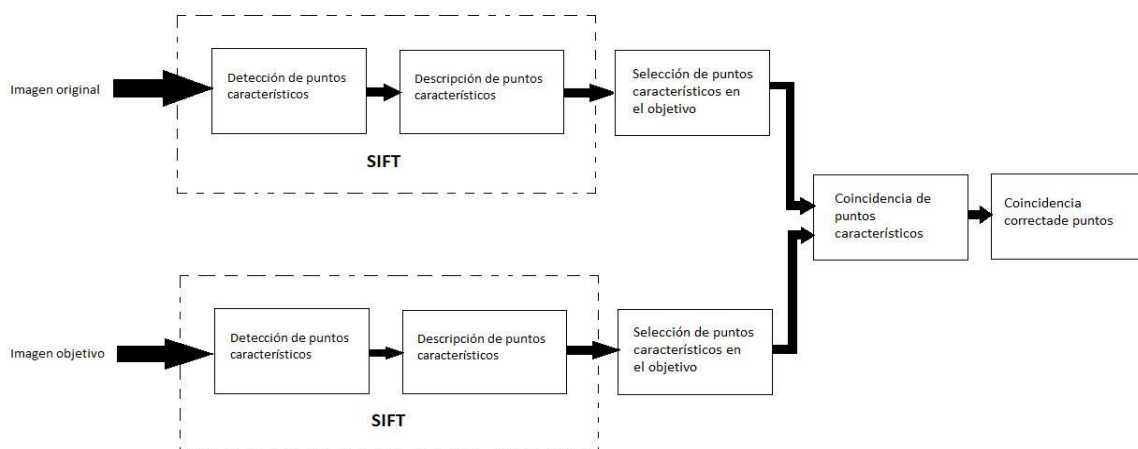 Imagen original
Detección de puntos
característicos
Descripción de puntos
característicos
SIFT
Selección de puntos
característicos en
el objetivo
Coincidencia de
puntos
característicos
Coincidencia
correctade puntos
Imagen objetivo
Detección de puntos
característicos
Descripción de puntos
característicos
SIFT
Selección de puntos
característicos en
el objetivo